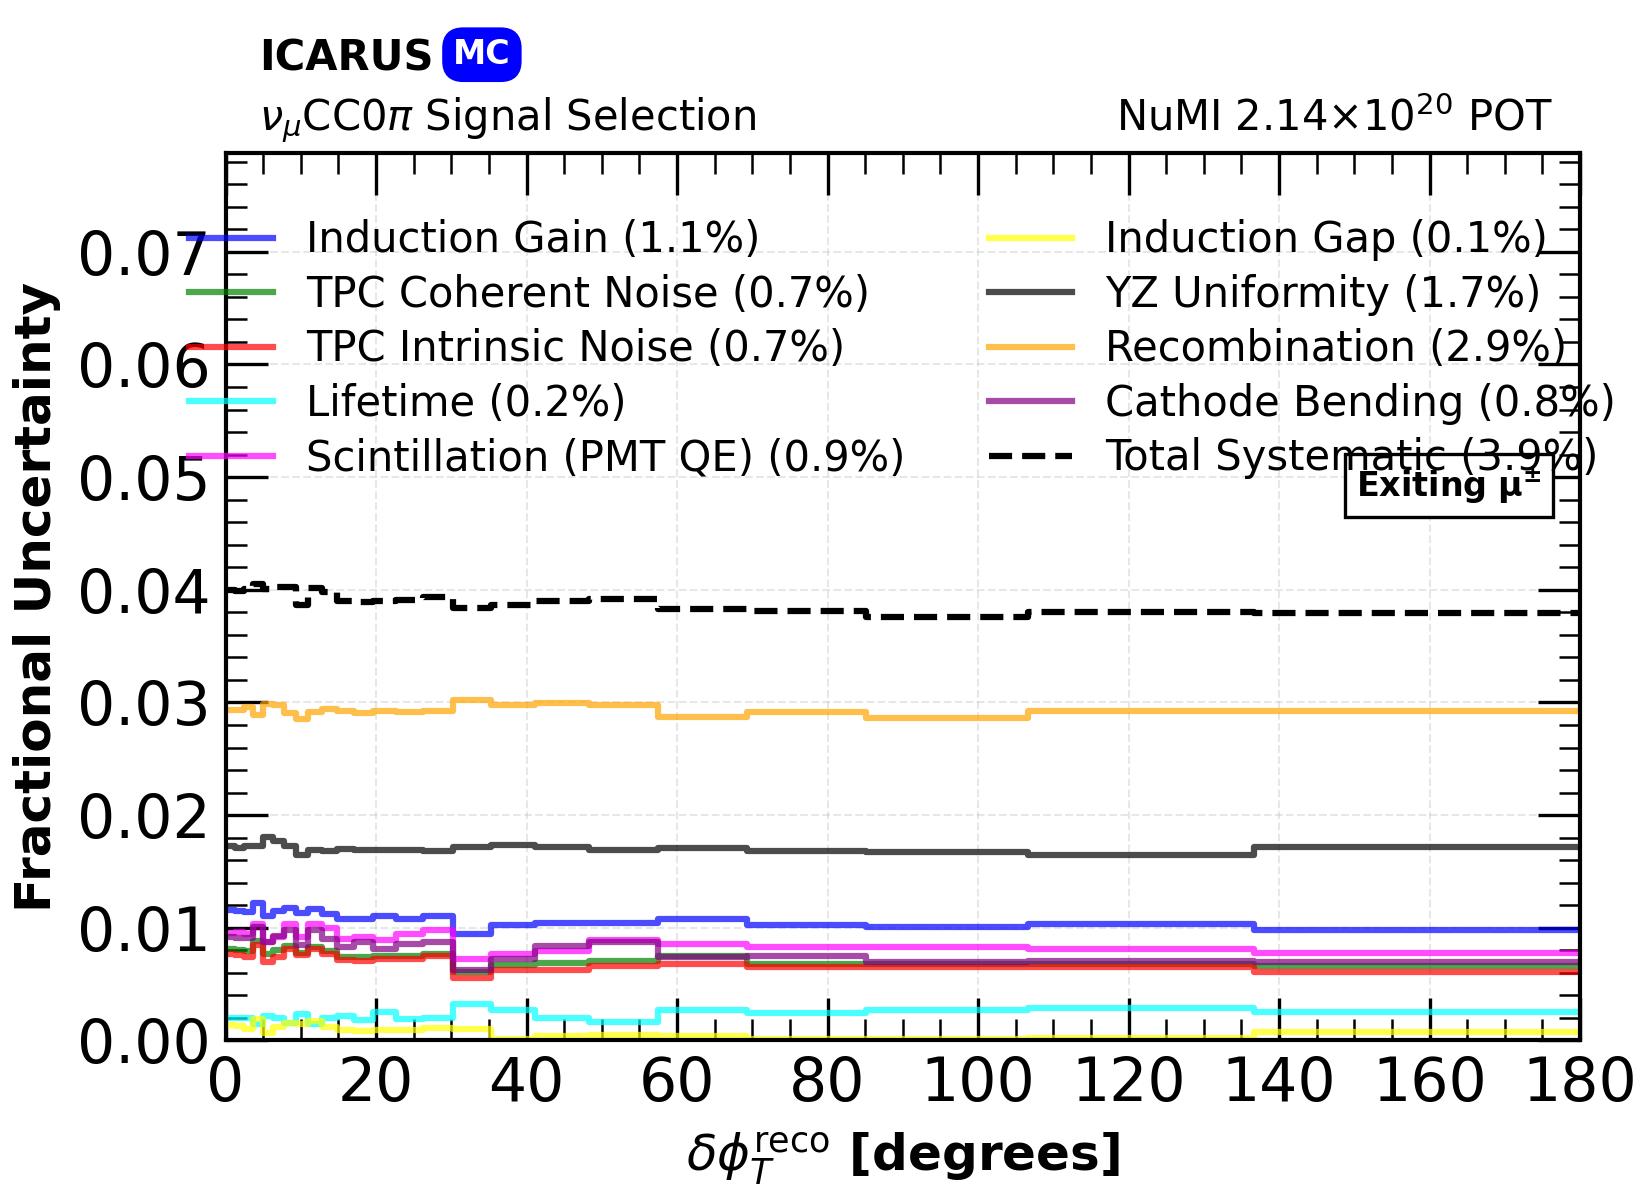 ICARUS MC
νμCC0π Signal Selection NuMI 2.14×10²⁰ POT
Induction Gain (1.1%)
TPC Coherent Noise (0.7%)
TPC Intrinsic Noise (0.7%)
Lifetime (0.2%)
Scintillation (PMT QE) (0.9%)
Induction Gap (0.1%)
YZ Uniformity (1.7%)
Recombination (2.9%)
Cathode Bending (0.8%)
Total Systematic (3.9%)
Exiting μ±
Fractional Uncertainty
0.07
0.06
0.05
0.04
0.03
0.02
0.01
0.00
0 20 40 60 80 100 120 140 160 180
δϕ_T^reco [degrees]